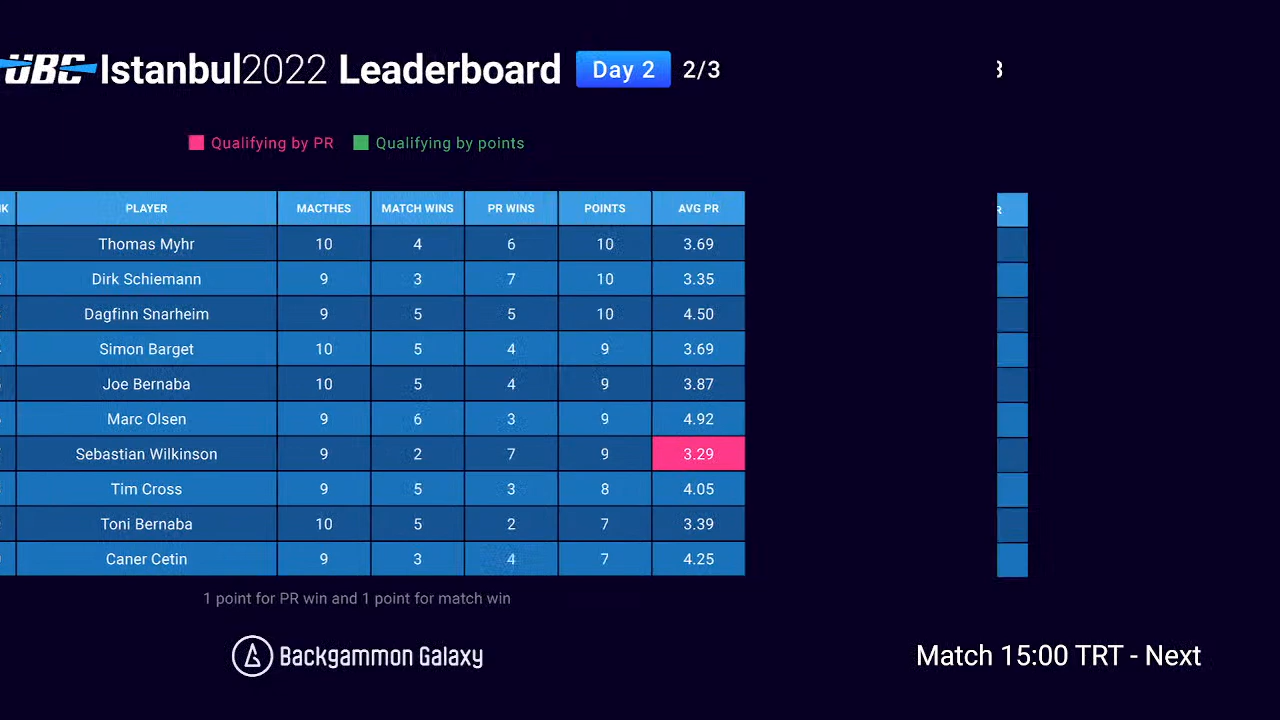 UBC Istanbul2022 Leaderboard Day 2 2/3
Qualifying by PR Qualifying by points
PLAYER MACTHES MATCH WINS PR WINS POINTS AVG PR
Thomas Myhr 10 4 6 10 3.69
Dirk Schiemann 9 3 7 10 3.35
Dagfinn Snarheim 9 5 5 10 4.50
Simon Barget 10 5 4 9 3.69
Joe Bernaba 10 5 4 9 3.87
Marc Olsen 9 6 3 9 4.92
Sebastian Wilkinson 9 2 7 9 3.29
Tim Cross 9 5 3 8 4.05
Toni Bernaba 10 5 2 7 3.39
Caner Cetin 9 3 4 7 4.25
1 point for PR win and 1 point for match win
Backgammon Galaxy
Match 15:00 TRT - Next